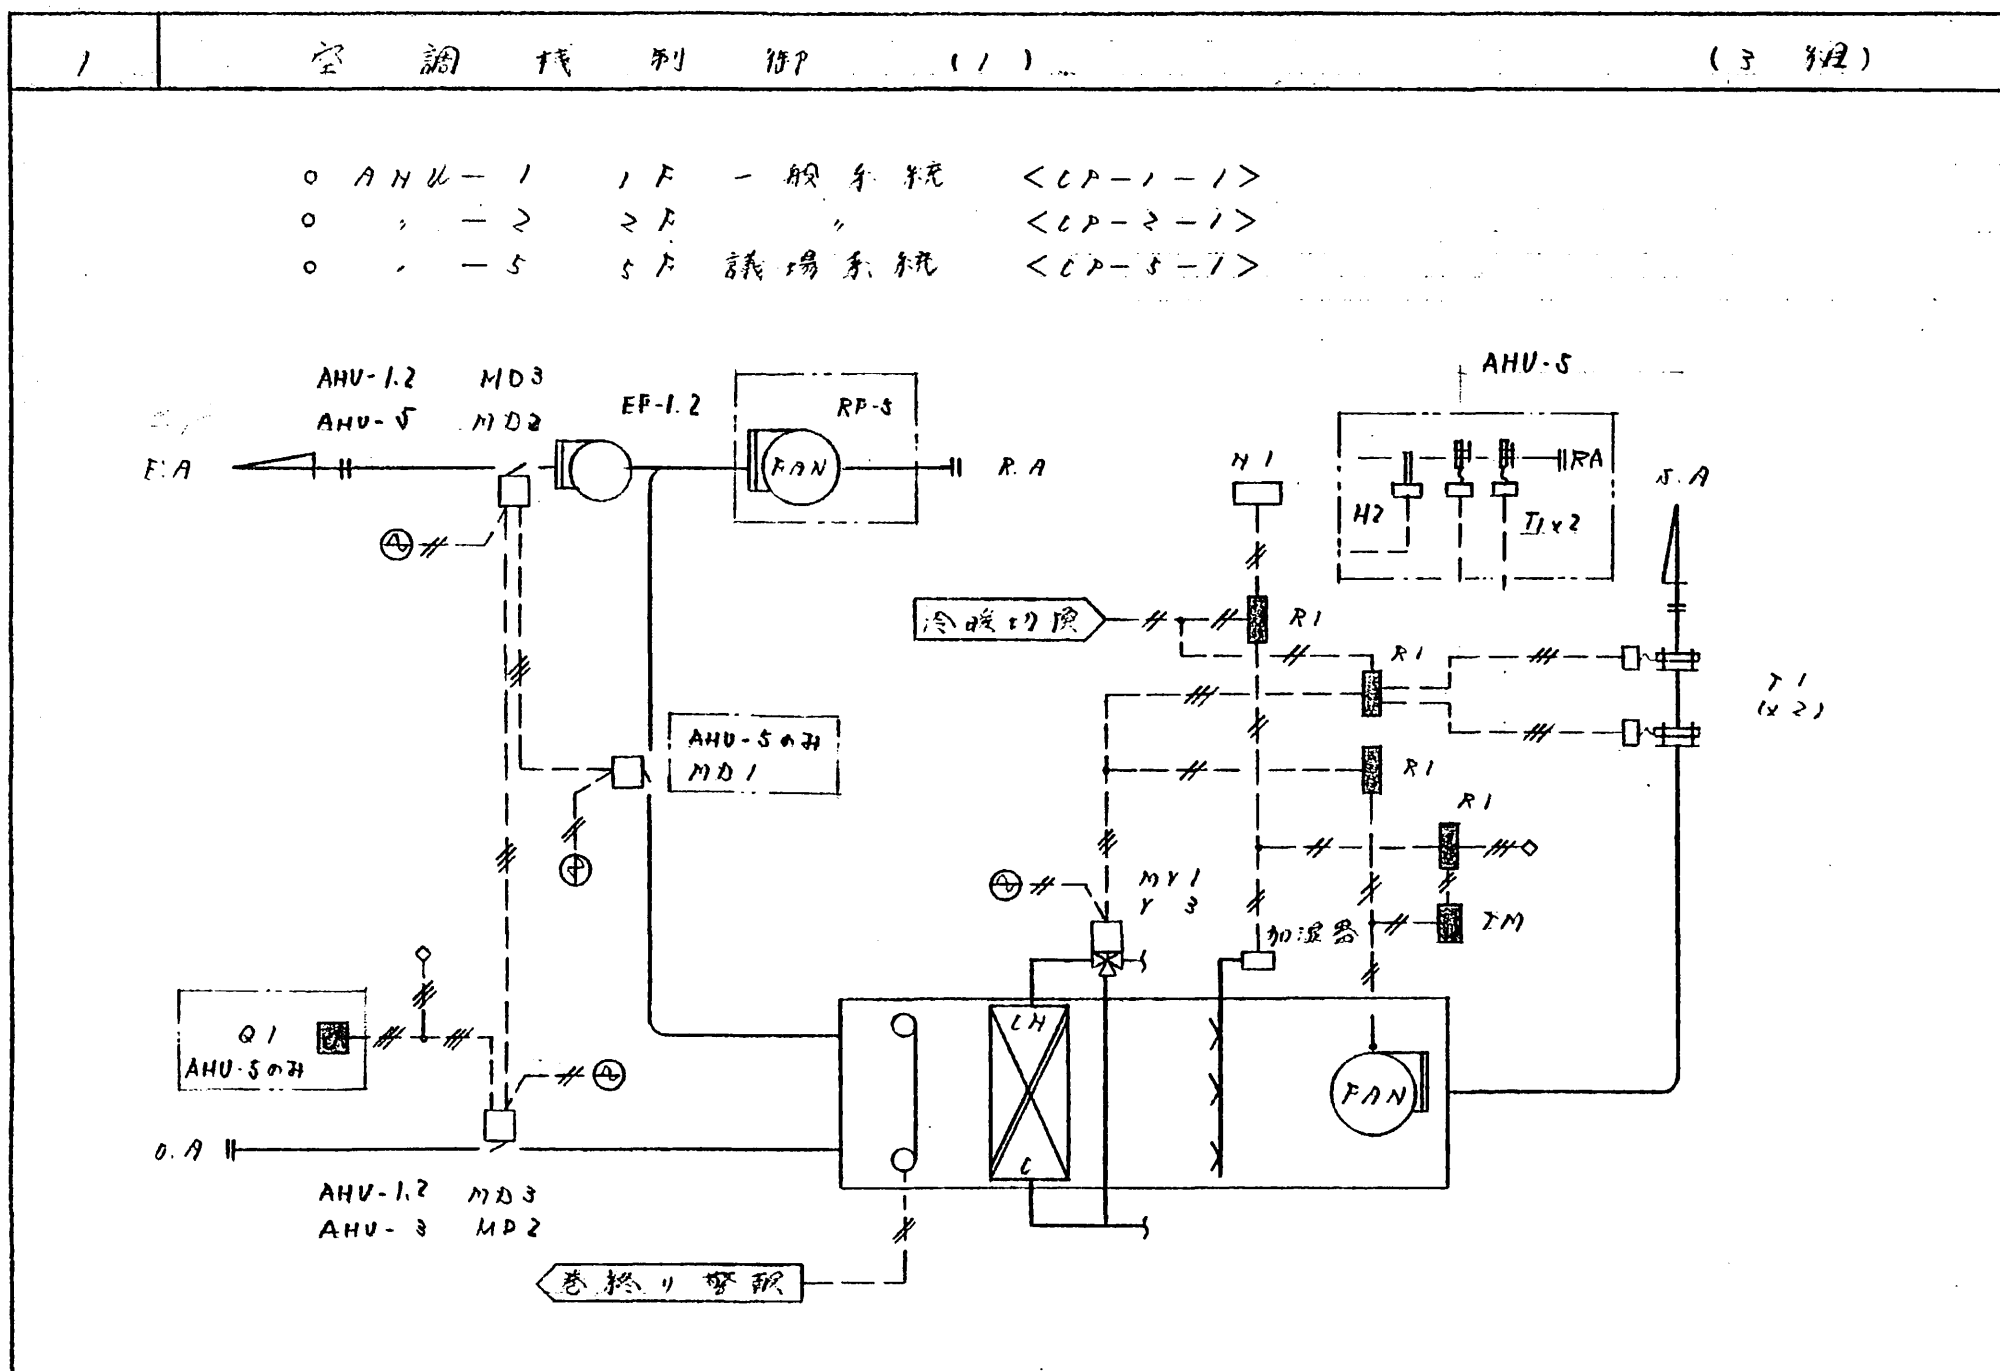 1 空調機制御 (1) (3組)
○ AHU-1 1F 一般系統 <CP-1-1>
○ 〃 -2 2F 〃 <CP-2-1>
○ 〃 -5 5F 議場系統 <CP-5-1>
AHU-1.2 MD3
AHU-5 MD2
EF-1.2
RF-5
AHU-5
E.A
FAN
R.A
H1
RA
S.A
H2
T1x2
冷暖切換
R1
R1
T1
(x2)
AHU-5のみ
MD1
R1
R1
MV1
V3
TM
加湿器
Q1
AHU-5のみ
CH
FAN
C
O.A
AHU-1.2 MD3
AHU-3 MD2
巻終り警報